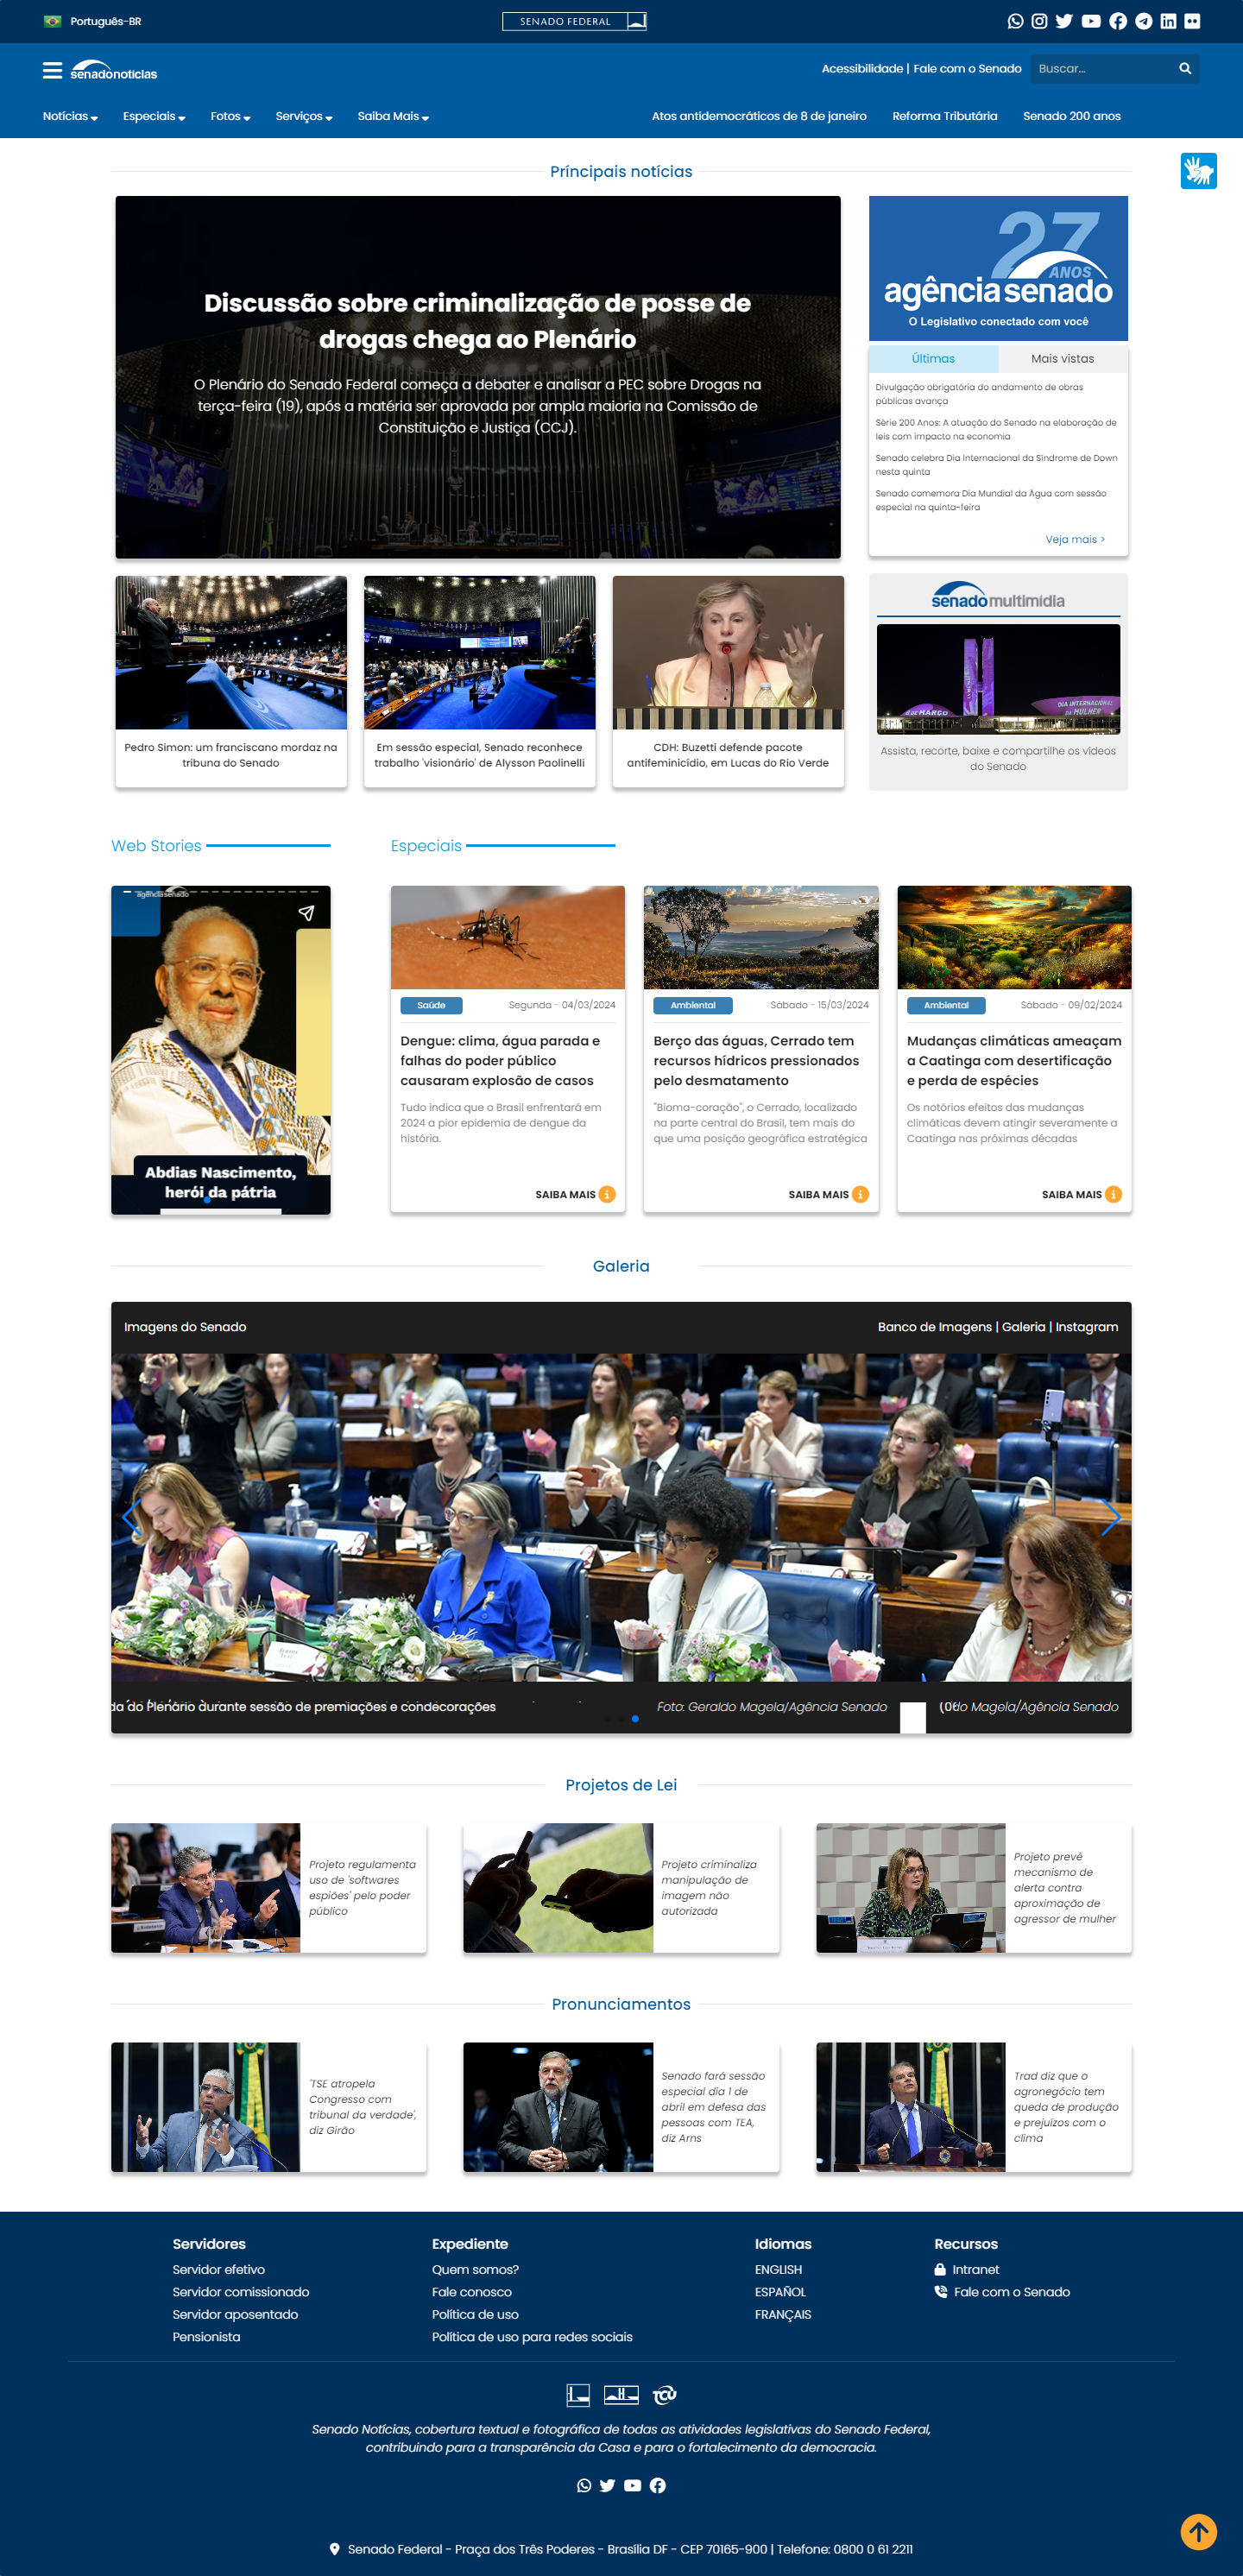 Português-BR
SENADO FEDERAL
senadonotícias
Acessibilidade | Fale com o Senado
Buscar...
Notícias
Especiais
Fotos
Serviços
Saiba Mais
Atos antidemocráticos de 8 de janeiro
Reforma Tributária
Senado 200 anos
Príncipais notícias
Discussão sobre criminalização de posse de
drogas chega ao Plenário
O Plenário do Senado Federal começa a debater e analisar a PEC sobre Drogas na
terça-feira (19), após a matéria ser aprovada por ampla maioria na Comissão de
Constituição e Justiça (CCJ).
27
ANOS
agênciasenado
O Legislativo conectado com você
Últimas
Mais vistas
Divulgação obrigatória do andamento de obras
públicas avança
Série 200 Anos: A atuação do Senado na elaboração de
leis com impacto na economia
Senado celebra Dia Internacional da Síndrome de Down
nesta quinta
Senado comemora Dia Mundial da Água com sessão
especial na quinta-feira
Veja mais >
Pedro Simon: um franciscano mordaz na
tribuna do Senado
Em sessão especial, Senado reconhece
trabalho 'visionário' de Alysson Paolinelli
CDH: Buzetti defende pacote
antifeminicídio, em Lucas do Rio Verde
senadomultimídia
DE MARÇO
DIA INTERNACIONAL
DA MULHER
Assista, recorte, baixe e compartilhe os vídeos
do Senado
Web Stories
Especiais
agênciasenado
Abdias Nascimento,
herói da pátria
Saúde
Segunda - 04/03/2024
Dengue: clima, água parada e
falhas do poder público
causaram explosão de casos
Tudo indica que o Brasil enfrentará em
2024 a pior epidemia de dengue da
história.
SAIBA MAIS
Ambiental
Sábado - 15/03/2024
Berço das águas, Cerrado tem
recursos hídricos pressionados
pelo desmatamento
"Bioma-coração", o Cerrado, localizado
na parte central do Brasil, tem mais do
que uma posição geográfica estratégica
SAIBA MAIS
Ambiental
Sábado - 09/02/2024
Mudanças climáticas ameaçam
a Caatinga com desertificação
e perda de espécies
Os notórios efeitos das mudanças
climáticas devem atingir severamente a
Caatinga nas próximas décadas
SAIBA MAIS
Galeria
Imagens do Senado
Banco de Imagens | Galeria | Instagram
do Plenário durante sessão de premiações e condecorações
Foto: Geraldo Magela/Agência Senado
Magela/Agência Senado
Projetos de Lei
Projeto regulamenta
uso de 'softwares
espiões' pelo poder
público
Projeto criminaliza
manipulação de
imagem não
autorizada
Projeto prevê
mecanismo de
alerta contra
aproximação de
agressor de mulher
Pronunciamentos
'TSE atropela
Congresso com
tribunal da verdade',
diz Girão
Senado fará sessão
especial dia 1 de
abril em defesa das
pessoas com TEA,
diz Arns
Trad diz que o
agronegócio tem
queda de produção
e prejuízos com o
clima
Servidores
Servidor efetivo
Servidor comissionado
Servidor aposentado
Pensionista
Expediente
Quem somos?
Fale conosco
Política de uso
Política de uso para redes sociais
Idiomas
ENGLISH
ESPAÑOL
FRANÇAIS
Recursos
Intranet
Fale com o Senado
TCU
Senado Notícias, cobertura textual e fotográfica de todas as atividades legislativas do Senado Federal,
contribuindo para a transparência da Casa e para o fortalecimento da democracia.
Senado Federal - Praça dos Três Poderes - Brasília DF - CEP 70165-900 | Telefone: 0800 0 61 2211